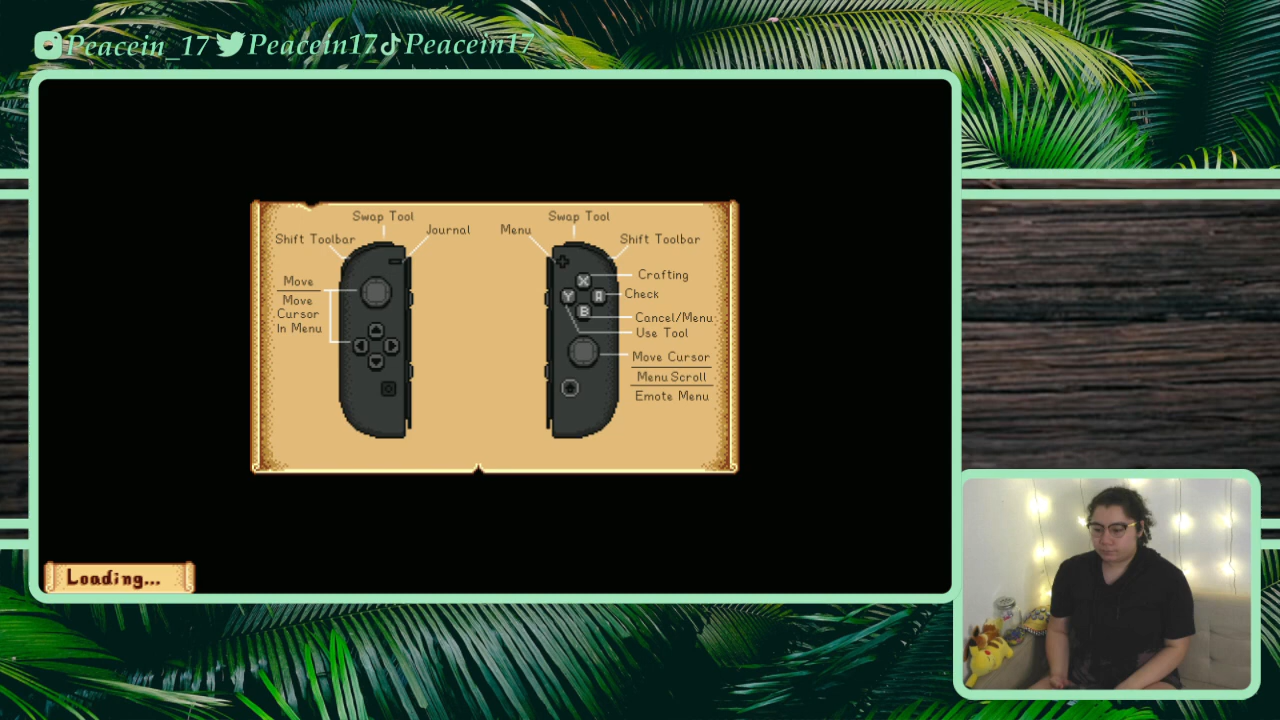 Peacein_17 Peacein17 Peacein17
Swap Tool
Journal
Shift Toolbar
Move
Move
Cursor
In Menu
Swap Tool
Menu
Shift Toolbar
X
Y
A
B
Crafting
Check
Cancel/Menu
Use Tool
Move Cursor
Menu Scroll
Emote Menu
Loading...